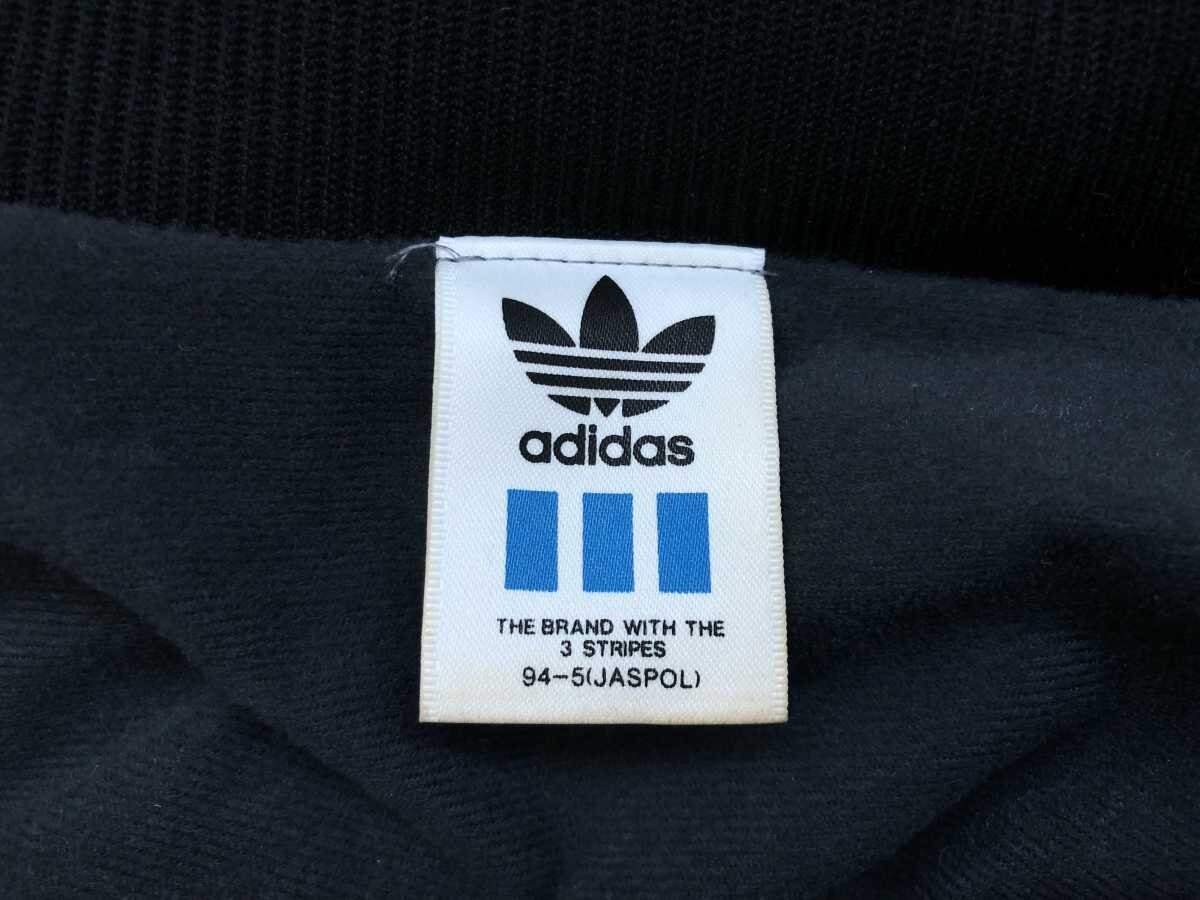 adidas
THE BRAND WITH THE
3 STRIPES
94-5(JASPOL)